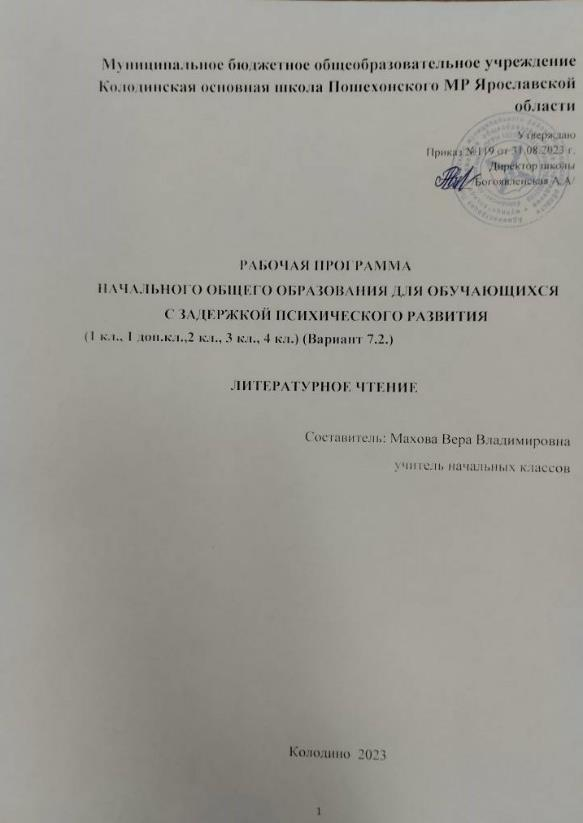 Муниципальное бюджетное общеобразовательное учреждение
Колодинская основная школа Пошехонского МР Ярославской
области
Утверждаю
Приказ №119 от 31.08.2023 г.
Директор школы
/Богоявленская А.А/
РАБОЧАЯ ПРОГРАММА
НАЧАЛЬНОГО ОБЩЕГО ОБРАЗОВАНИЯ ДЛЯ ОБУЧАЮЩИХСЯ
С ЗАДЕРЖКОЙ ПСИХИЧЕСКОГО РАЗВИТИЯ
(1 кл., 1 доп.кл.,2 кл., 3 кл., 4 кл.) (Вариант 7.2.)
ЛИТЕРАТУРНОЕ ЧТЕНИЕ
Составитель: Махова Вера Владимировна
учитель начальных классов
Колодино 2023
1